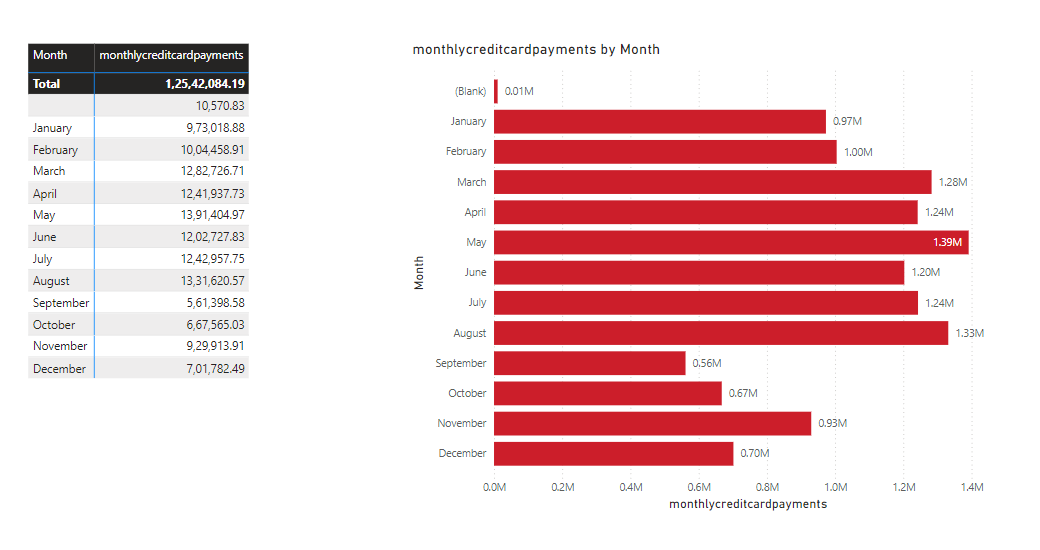 Month monthlycreditcardpayments
Total 1,25,42,084.19
10,570.83
January 9,73,018.88
February 10,04,458.91
March 12,82,726.71
April 12,41,937.73
May 13,91,404.97
June 12,02,727.83
July 12,42,957.75
August 13,31,620.57
September 5,61,398.58
October 6,67,565.03
November 9,29,913.91
December 7,01,782.49
monthlycreditcardpayments by Month
Month
(Blank) 0.01M
January 0.97M
February 1.00M
March 1.28M
April 1.24M
May 1.39M
June 1.20M
July 1.24M
August 1.33M
September 0.56M
October 0.67M
November 0.93M
December 0.70M
0.0M 0.2M 0.4M 0.6M 0.8M 1.0M 1.2M 1.4M
monthlycreditcardpayments